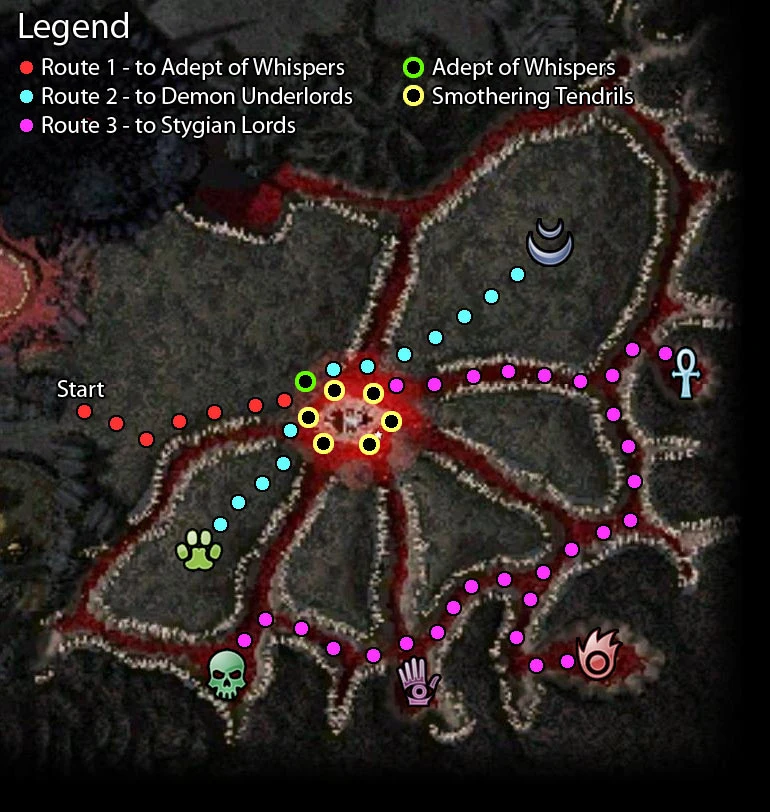 Legend
Route 1 - to Adept of Whispers
Adept of Whispers
Route 2 - to Demon Underlords
Smothering Tendrils
Route 3 - to Stygian Lords
Start